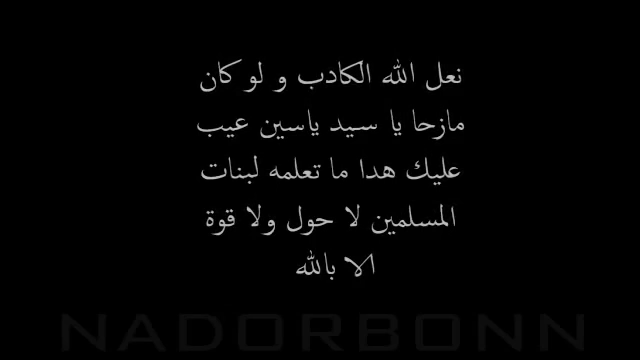 نعل الله الكادب و لو كان
مازحا يا سيد ياسين عيب
عليك هدا ما تعلمه لبنات
المسلمين لا حول ولا قوة
الا بالله
NADORBONN